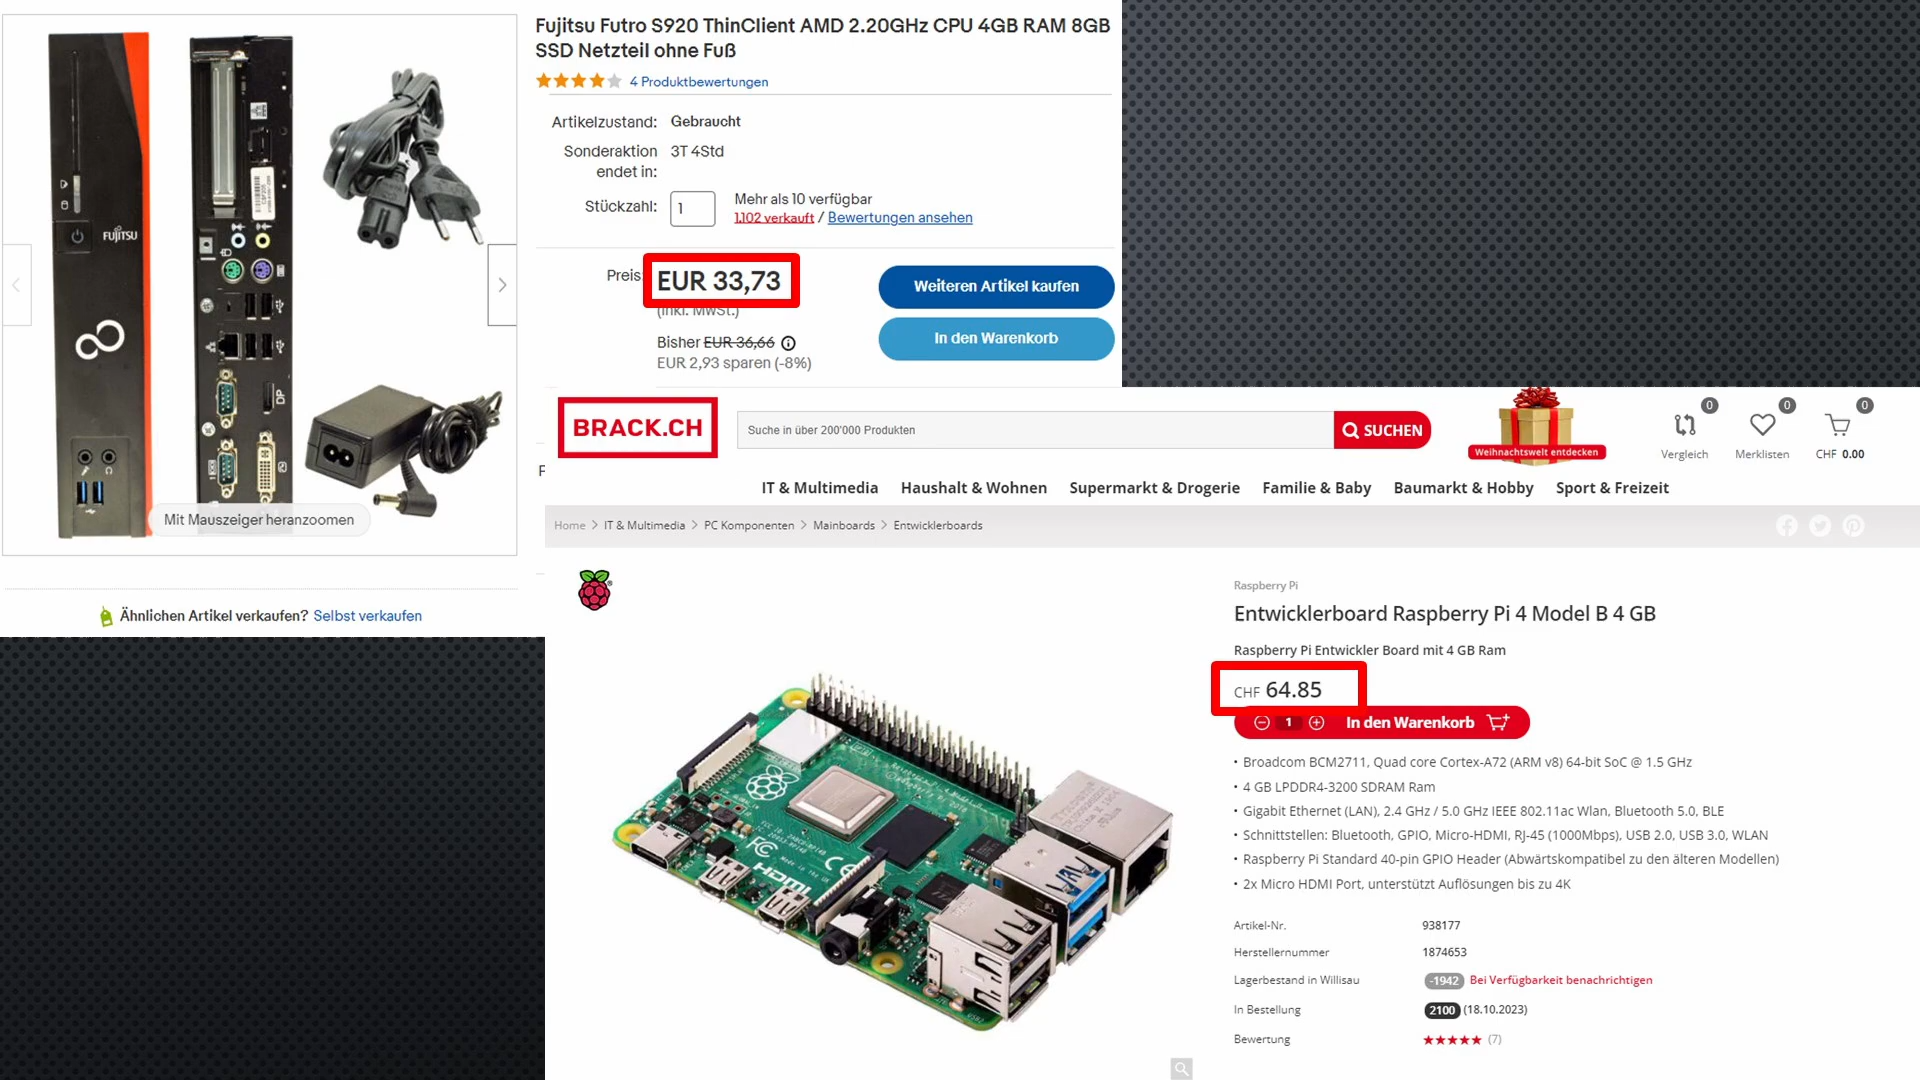 Fujitsu Futro S920 ThinClient AMD 2.20GHz CPU 4GB RAM 8GB
SSD Netzteil ohne Fuß
4 Produktbewertungen
Artikelzustand: Gebraucht
Sonderaktion endet in: 3T 4Std
Stückzahl: 1
Mehr als 10 verfügbar
1.102 verkauft / Bewertungen ansehen
Preis: EUR 33,73
(inkl. MwSt.)
Bisher EUR 36,66
EUR 2,93 sparen (-8%)
Weiteren Artikel kaufen
In den Warenkorb
FUJITSU
DP
Mit Mauszeiger heranzoomen
Ähnlichen Artikel verkaufen? Selbst verkaufen
BRACK.CH
Suche in über 200'000 Produkten
SUCHEN
Weihnachtswelt entdecken
0
Vergleich
0
Merklisten
0
CHF 0.00
IT & Multimedia
Haushalt & Wohnen
Supermarkt & Drogerie
Familie & Baby
Baumarkt & Hobby
Sport & Freizeit
Home > IT & Multimedia > PC Komponenten > Mainboards > Entwicklerboards
Raspberry Pi
Entwicklerboard Raspberry Pi 4 Model B 4 GB
Raspberry Pi Entwickler Board mit 4 GB Ram
CHF 64.85
1
In den Warenkorb
• Broadcom BCM2711, Quad core Cortex-A72 (ARM v8) 64-bit SoC @ 1.5 GHz
• 4 GB LPDDR4-3200 SDRAM Ram
• Gigabit Ethernet (LAN), 2.4 GHz / 5.0 GHz IEEE 802.11ac Wlan, Bluetooth 5.0, BLE
• Schnittstellen: Bluetooth, GPIO, Micro-HDMI, RJ-45 (1000Mbps), USB 2.0, USB 3.0, WLAN
• Raspberry Pi Standard 40-pin GPIO Header (Abwärtskompatibel zu den älteren Modellen)
• 2x Micro HDMI Port, unterstützt Auflösungen bis zu 4K
Artikel-Nr. 938177
Herstellernummer 1874653
Lagerbestand in Willisau -1942 Bei Verfügbarkeit benachrichtigen
In Bestellung 2100 (18.10.2023)
Bewertung (7)
FC
CE
HDMI